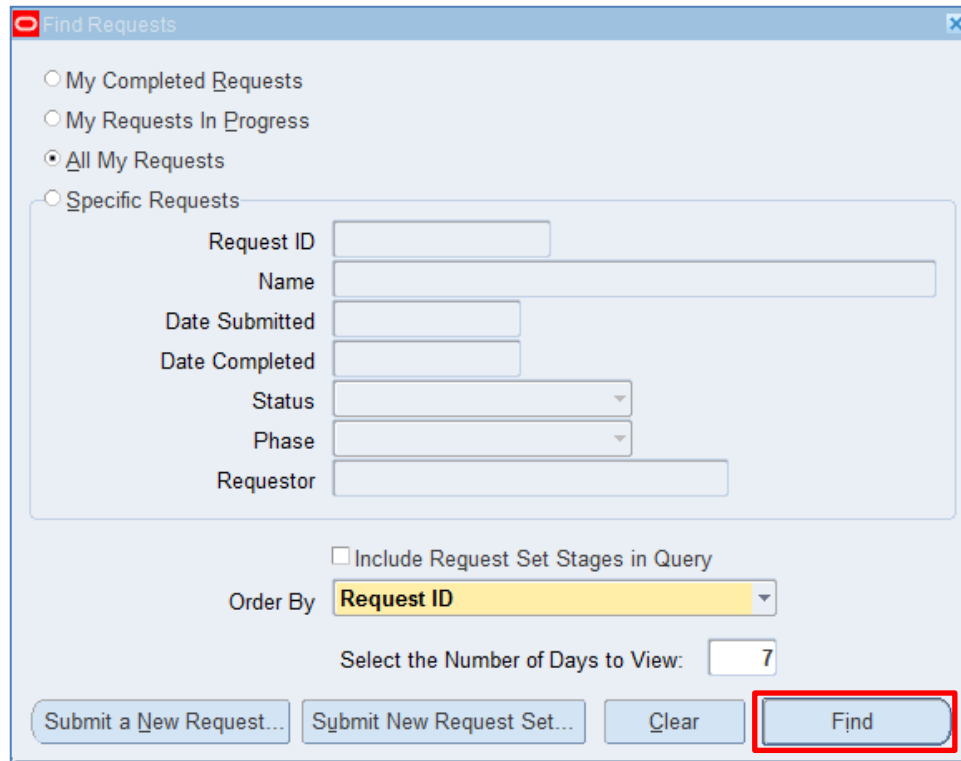 Find Requests
My Completed Requests
My Requests In Progress
All My Requests
Specific Requests
Request ID
Name
Date Submitted
Date Completed
Status
Phase
Requestor
Include Request Set Stages in Query
Order By Request ID
Select the Number of Days to View: 7
Submit a New Request... Submit New Request Set... Clear Find